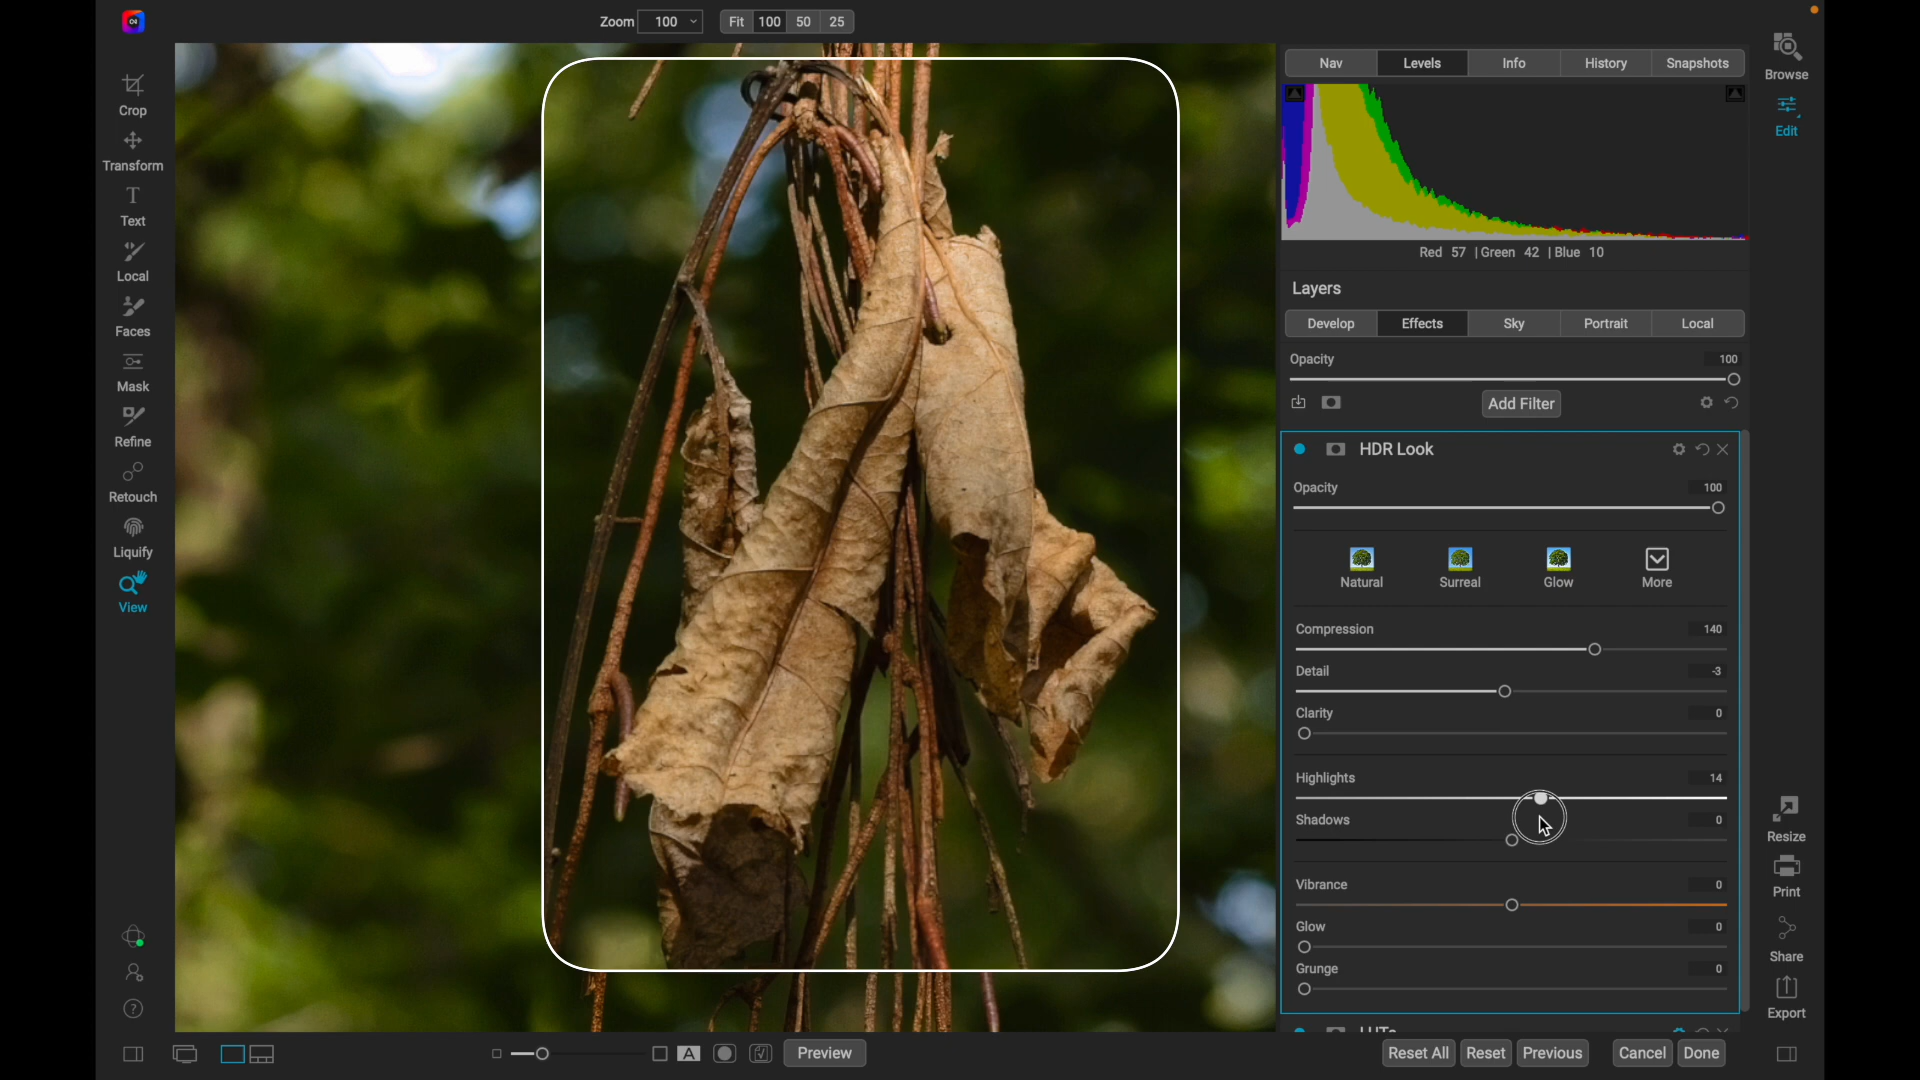 Zoom 100 Fit 100 50 25
Crop
Transform
Text
Local
Faces
Mask
Refine
Retouch
Liquify
View
Nav Levels Info History Snapshots
Red 57 | Green 42 | Blue 10
Layers
Develop Effects Sky Portrait Local
Opacity 100
Add Filter
HDR Look
Opacity 100
Natural Surreal Glow More
Compression 140
Detail -3
Clarity 0
Highlights 14
Shadows 0
Vibrance 0
Glow 0
Grunge 0
LUTs
Browse
Edit
Resize
Print
Share
Export
A Preview
Reset All Reset Previous Cancel Done